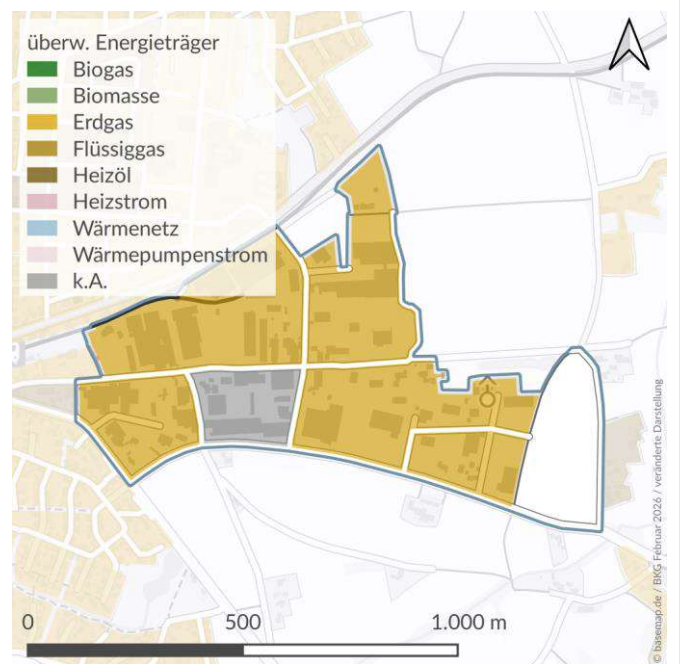 überw. Energieträger
Biogas
Biomasse
Erdgas
Flüssiggas
Heizöl
Heizstrom
Wärmenetz
Wärmepumpenstrom
k.A.
0 500 1.000 m
© basemap.de / BKG Februar 2026 / veränderte Darstellung